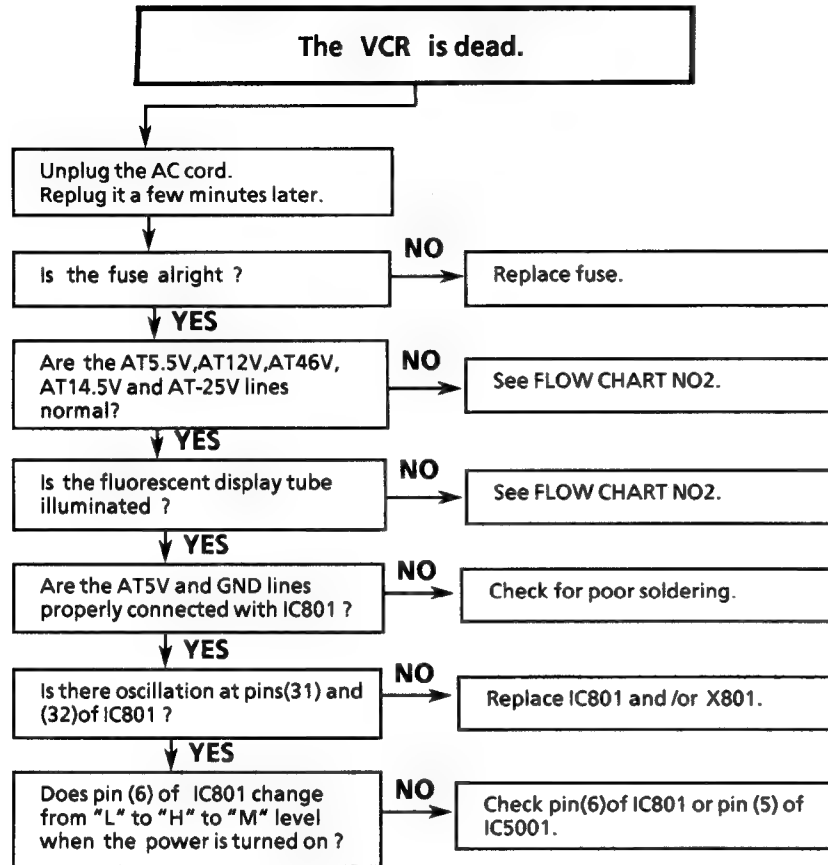 The VCR is dead.
Unplug the AC cord.
Replug it a few minutes later.
Is the fuse alright ?
NO
Replace fuse.
YES
Are the AT5.5V,AT12V,AT46V,
AT14.5V and AT-25V lines
normal?
NO
See FLOW CHART NO2.
YES
Is the fluorescent display tube
illuminated ?
NO
See FLOW CHART NO2.
YES
Are the AT5V and GND lines
properly connected with IC801 ?
NO
Check for poor soldering.
YES
Is there oscillation at pins(31) and
(32)of IC801 ?
NO
Replace IC801 and /or X801.
YES
Does pin (6) of IC801 change
from "L" to "H" to "M" level
when the power is turned on ?
NO
Check pin(6)of IC801 or pin (5) of
IC5001.